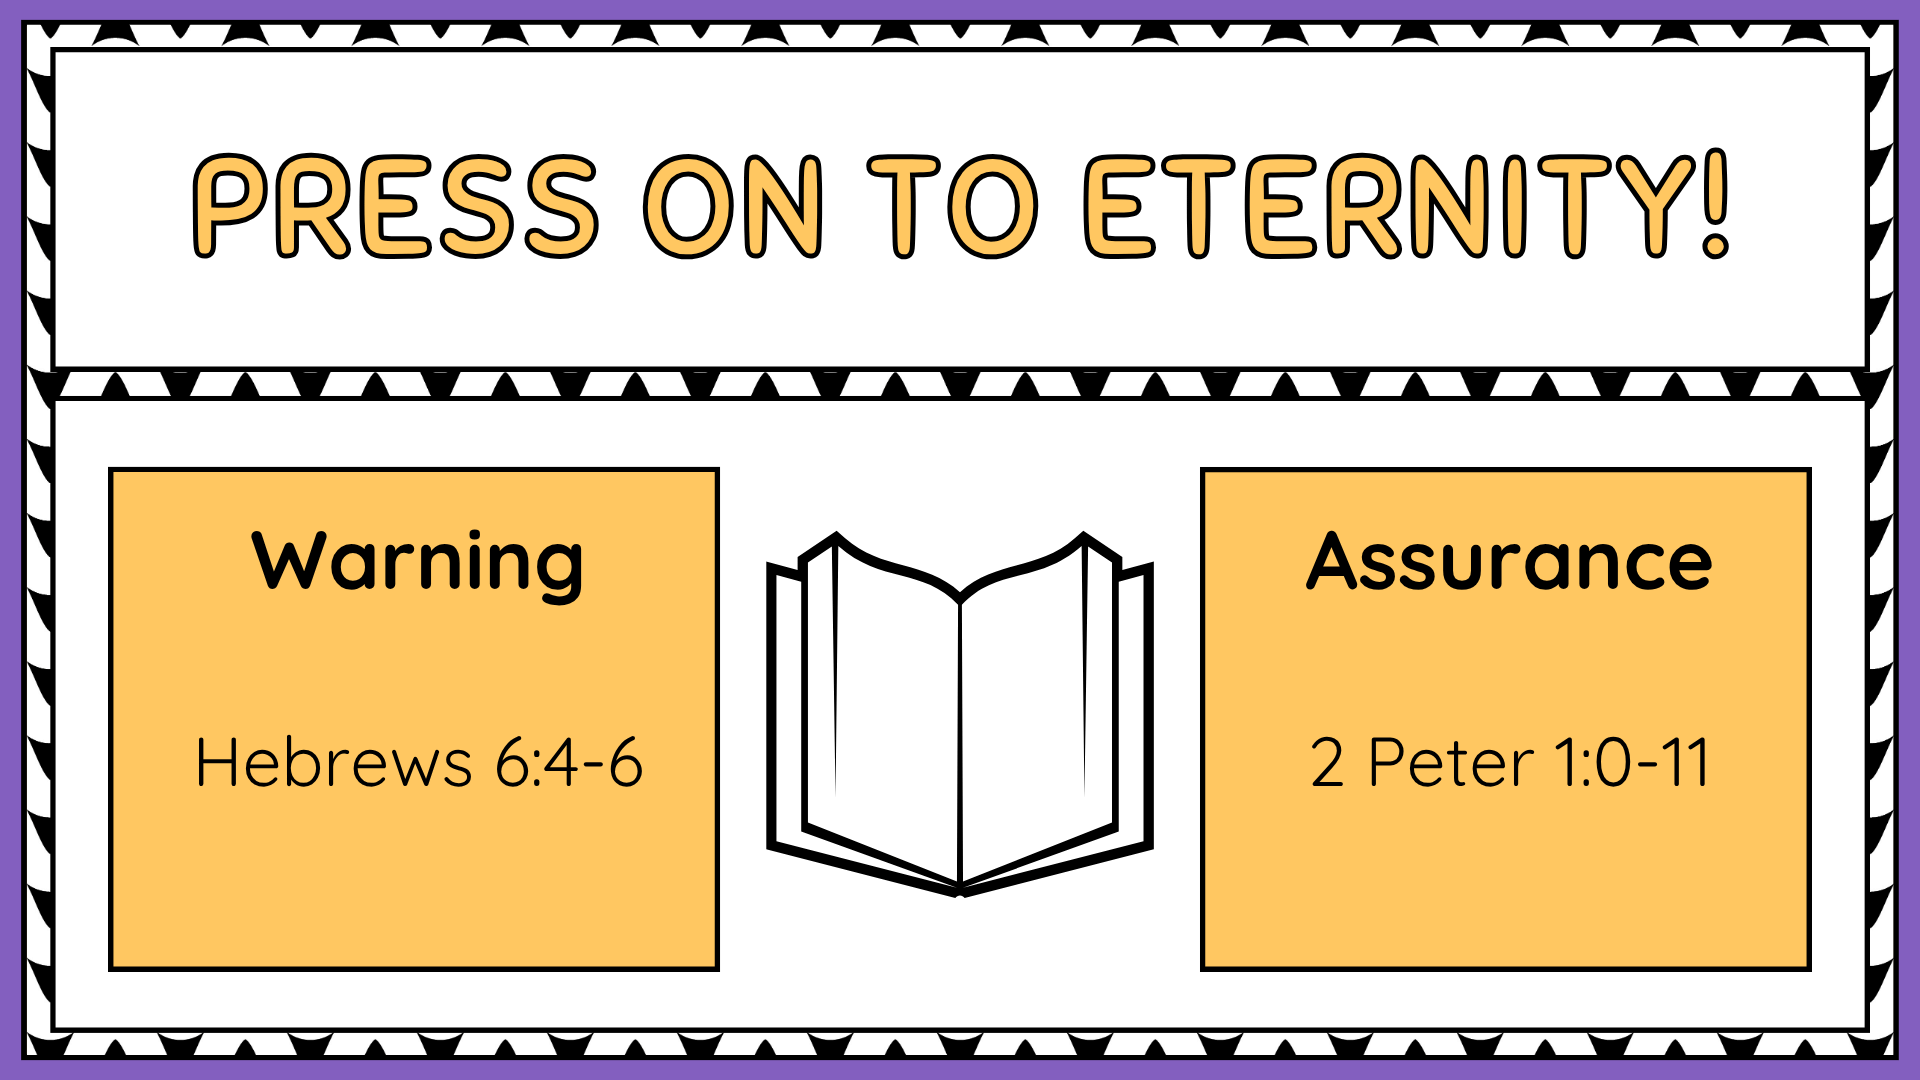 PRESS ON TO ETERNITY!
Warning
Hebrews 6:4-6
Assurance
2 Peter 1:0-11